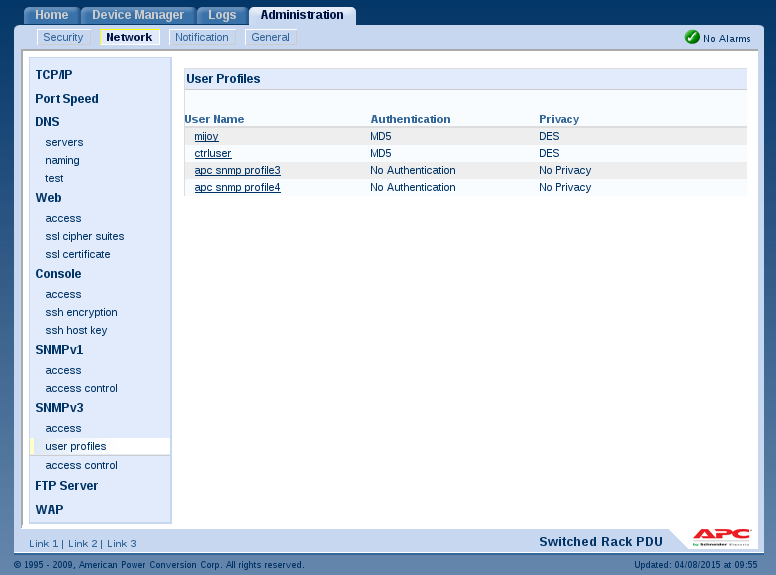 Home Device Manager Logs Administration
Security Network Notification General No Alarms
TCP/IP
Port Speed
DNS
servers
naming
test
Web
access
ssl cipher suites
ssl certificate
Console
access
ssh encryption
ssh host key
SNMPv1
access
access control
SNMPv3
access
user profiles
access control
FTP Server
WAP
User Profiles
User Name Authentication Privacy
mijoy MD5 DES
ctrluser MD5 DES
apc snmp profile3 No Authentication No Privacy
apc snmp profile4 No Authentication No Privacy
Link 1 | Link 2 | Link 3
Switched Rack PDU
APC
by Schneider Electric
© 1995 - 2009, American Power Conversion Corp. All rights reserved.
Updated: 04/08/2015 at 09:55